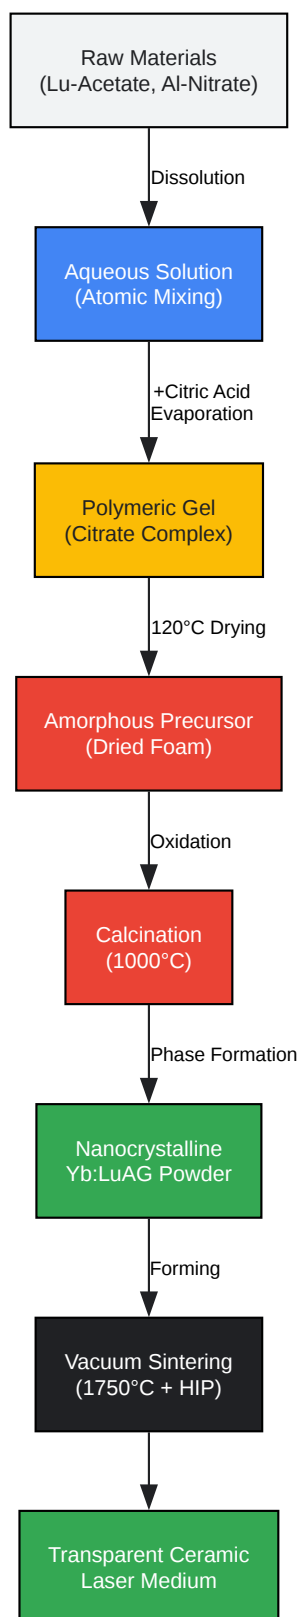 Raw Materials
(Lu-Acetate, Al-Nitrate)
Dissolution
Aqueous Solution
(Atomic Mixing)
+Citric Acid
Evaporation
Polymeric Gel
(Citrate Complex)
120°C Drying
Amorphous Precursor
(Dried Foam)
Oxidation
Calcination
(1000°C)
Phase Formation
Nanocrystalline
Yb:LuAG Powder
Forming
Vacuum Sintering
(1750°C + HIP)
Transparent Ceramic
Laser Medium